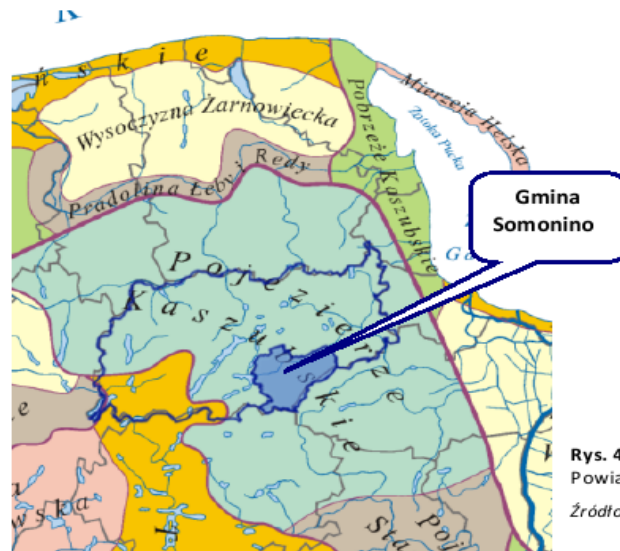 ńskie
Wysoczyzna Żarnowiecka
Pradolina Łeby i Redy
Pobrzeże Kaszubskie
Mierzeja Helska
Zatoka Pucka
Gmina
Somonino
Pojezierze
Kaszubskie
Rys. 4
Powia
Źródło